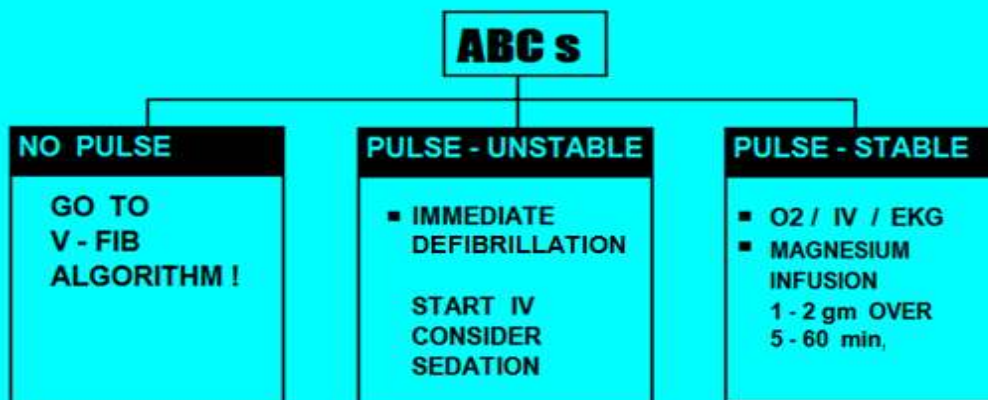 ABC s
NO PULSE
GO TO
V - FIB
ALGORITHM !
PULSE - UNSTABLE
▪ IMMEDIATE
DEFIBRILLATION
START IV
CONSIDER
SEDATION
PULSE - STABLE
▪ O2 / IV / EKG
▪ MAGNESIUM
INFUSION
1 - 2 gm OVER
5 - 60 min,